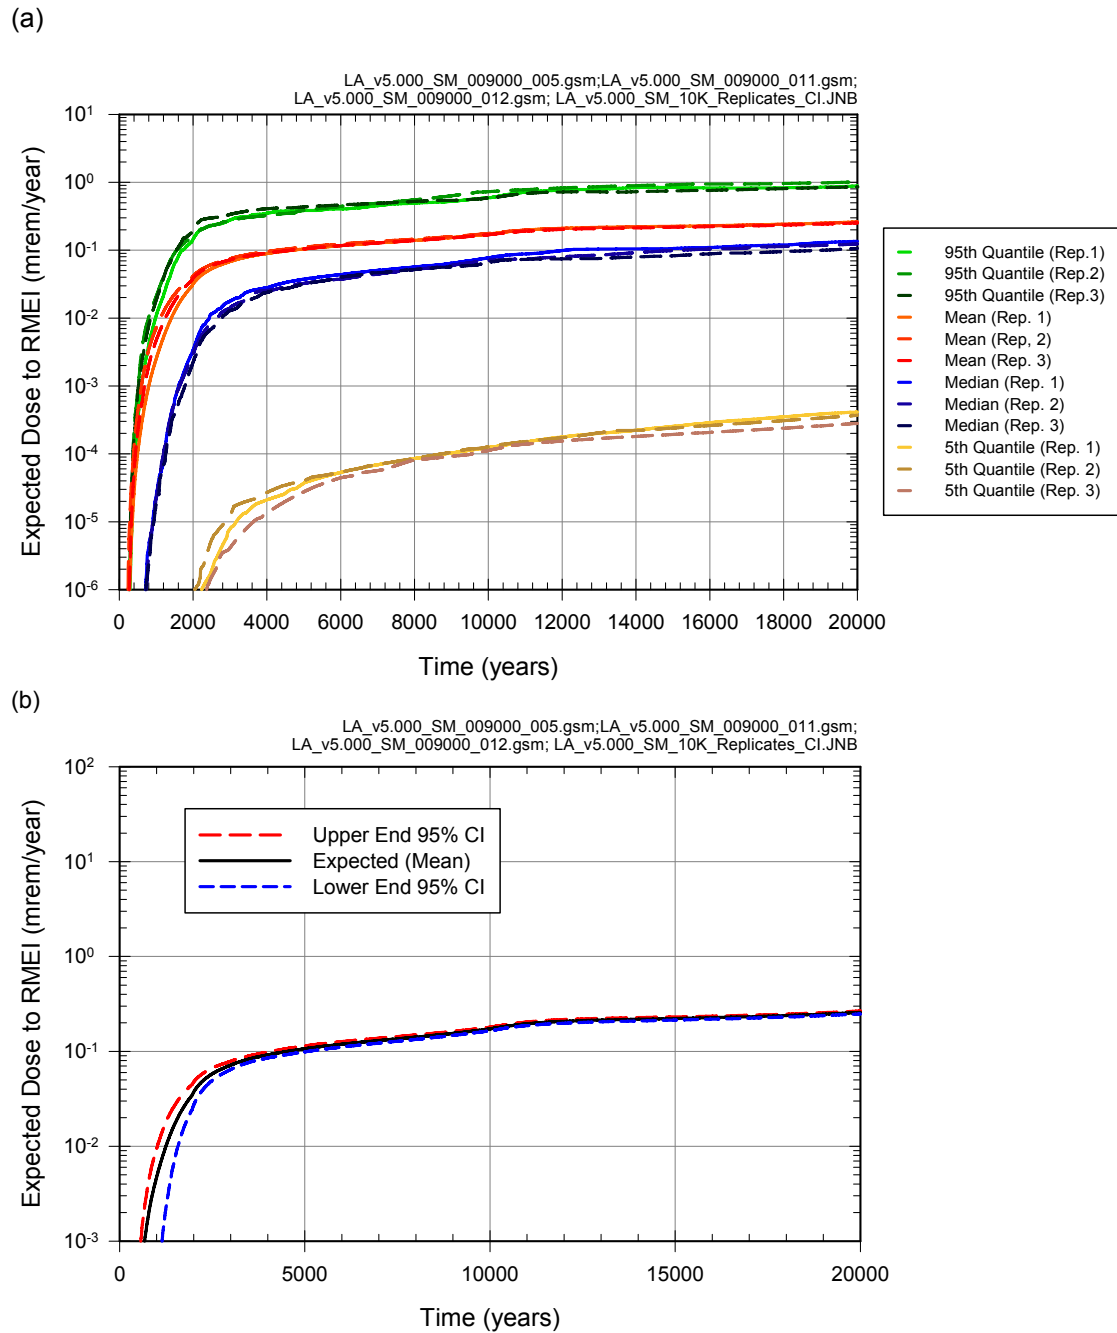 (a)
LA_v5.000_SM_009000_005.gsm;LA_v5.000_SM_009000_011.gsm;
LA_v5.000_SM_009000_012.gsm; LA_v5.000_SM_10K_Replicates_CI.JNB
Expected Dose to RMEI (mrem/year)
10¹
10⁰
10⁻¹
10⁻²
10⁻³
10⁻⁴
10⁻⁵
10⁻⁶
0 2000 4000 6000 8000 10000 12000 14000 16000 18000 20000
Time (years)
95th Quantile (Rep.1)
95th Quantile (Rep.2)
95th Quantile (Rep.3)
Mean (Rep. 1)
Mean (Rep, 2)
Mean (Rep. 3)
Median (Rep. 1)
Median (Rep. 2)
Median (Rep. 3)
5th Quantile (Rep. 1)
5th Quantile (Rep. 2)
5th Quantile (Rep. 3)
(b)
LA_v5.000_SM_009000_005.gsm;LA_v5.000_SM_009000_011.gsm;
LA_v5.000_SM_009000_012.gsm; LA_v5.000_SM_10K_Replicates_CI.JNB
Expected Dose to RMEI (mrem/year)
10²
10¹
10⁰
10⁻¹
10⁻²
10⁻³
Upper End 95% CI
Expected (Mean)
Lower End 95% CI
0 5000 10000 15000 20000
Time (years)